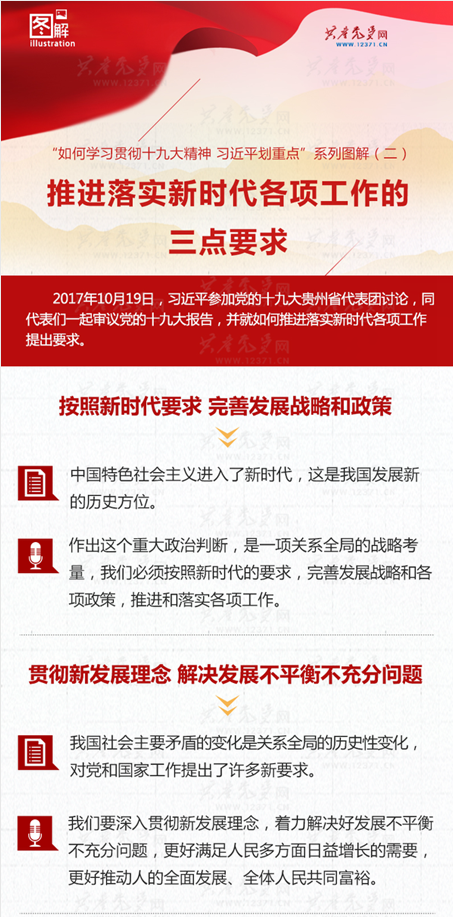 图解
illustration
共产党员网
WWW.12371.CN
“如何学习贯彻十九大精神 习近平划重点”系列图解（二）
推进落实新时代各项工作的
三点要求
2017年10月19日，习近平参加党的十九大贵州省代表团讨论，同
代表们一起审议党的十九大报告，并就如何推进落实新时代各项工作
提出要求。
按照新时代要求 完善发展战略和政策
中国特色社会主义进入了新时代，这是我国发展新
的历史方位。
作出这个重大政治判断，是一项关系全局的战略考
量，我们必须按照新时代的要求，完善发展战略和各
项政策，推进和落实各项工作。
贯彻新发展理念 解决发展不平衡不充分问题
我国社会主要矛盾的变化是关系全局的历史性变化，
对党和国家工作提出了许多新要求。
我们要深入贯彻新发展理念，着力解决好发展不平衡
不充分问题，更好满足人民多方面日益增长的需要，
更好推动人的全面发展、全体人民共同富裕。